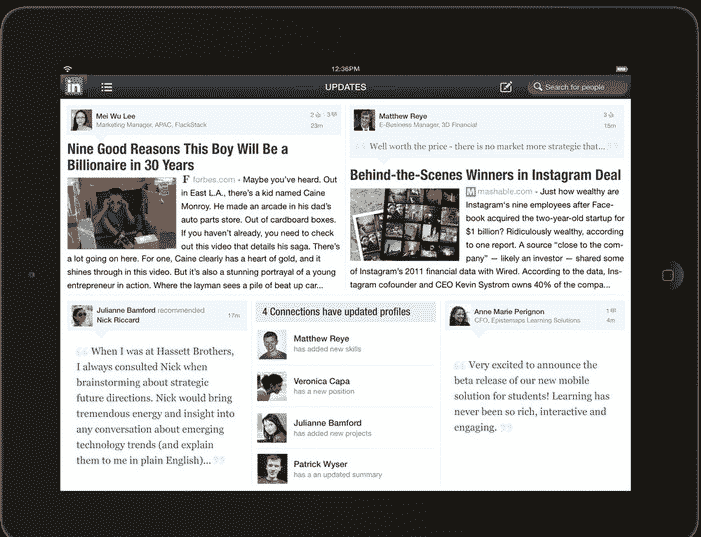 12:36PM
in
UPDATES
Search for people
Mei Wu Lee
Marketing Manager, APAC, FlackStack
2 3
23m
Nine Good Reasons This Boy Will Be a
Billionaire in 30 Years
F forbes.com • Maybe you've heard. Out
in East L.A., there's a kid named Caine
Monroy. He made an arcade in his dad's
auto parts store. Out of cardboard boxes.
If you haven't already, you need to check
out this video that details his saga. There's
a lot going on here. For one, Caine clearly has a heart of gold, and it
shines through in this video. But it's also a stunning portrayal of a young
entrepreneur in action. Where the layman sees a pile of beat up car...
Matthew Reye
E-Business Manager, 3D Financial
3
15m
Well worth the price - there is no market more strategic that...
Behind-the-Scenes Winners in Instagram Deal
M mashable.com • Just how wealthy are
Instagram's nine employees after Face-
book acquired the two-year-old startup for
$1 billion? Ridiculously wealthy, according
to one report. A source "close to the com-
pany" — likely an investor — shared some
of Instagram's 2011 financial data with Wired. According to the data, Ins-
tagram cofounder and CEO Kevin Systrom owns 40% of the compa...
Julianne Bamford recommended
Nick Riccard
17m
When I was at Hassett Brothers,
I always consulted Nick when
brainstorming about strategic
future directions. Nick would bring
tremendous energy and insight into
any conversation about emerging
technology trends (and explain
them to me in plain English)...
4 Connections have updated profiles
Matthew Reye
has added new skills
Veronica Capa
has a new position
Julianne Bamford
has added new projects
Patrick Wyser
has a an updated summary
Anne Marie Perignon
CFO, Epistemaps Learning Solutions
1
4m
Very excited to announce the
beta release of our new mobile
solution for students! Learning has
never been so rich, interactive and
engaging.